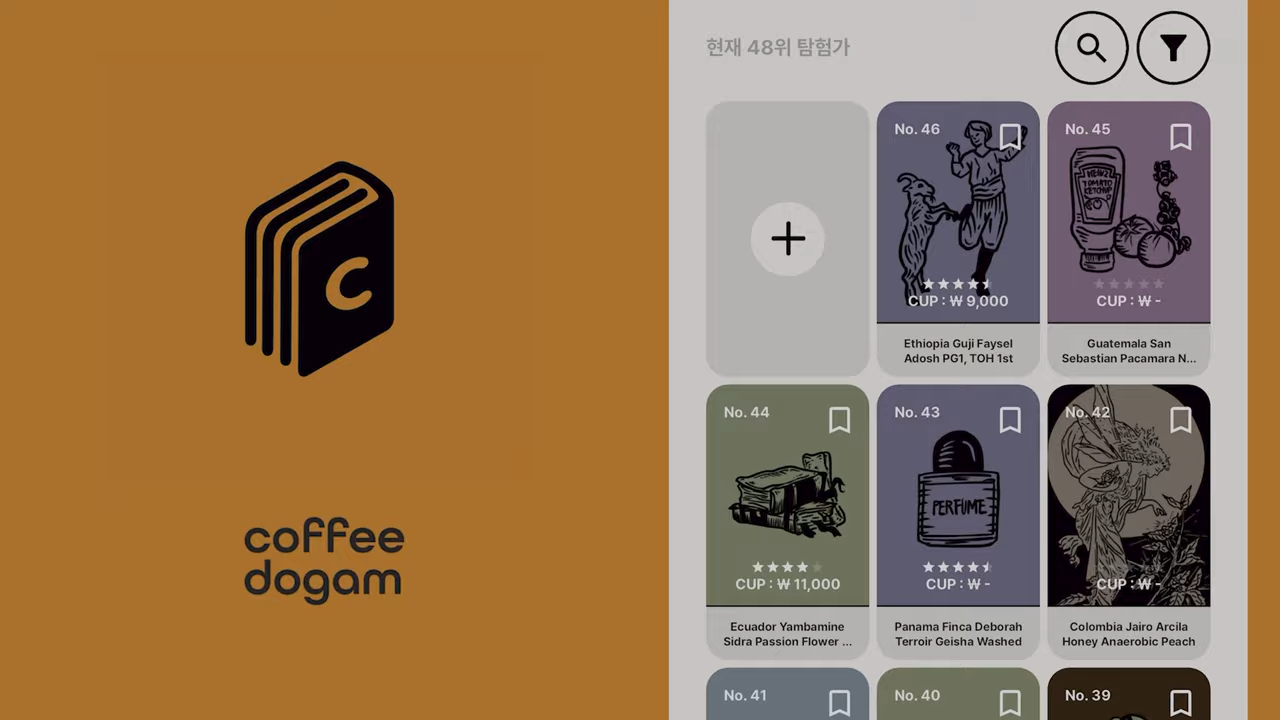 C
coffee
dogam
현재 48위 탐험가
No. 46
CUP : ₩ 9,000
Ethiopia Guji Faysel
Adosh PG1, TOH 1st
No. 45
HEINZ
TOMATO
KETCHUP
CUP : ₩ -
Guatemala San
Sebastian Pacamara N...
No. 44
CUP : ₩ 11,000
Ecuador Yambamine
Sidra Passion Flower ...
No. 43
PERFUME
CUP : ₩ -
Panama Finca Deborah
Terroir Geisha Washed
No. 42
CUP : ₩ -
Colombia Jairo Arcila
Honey Anaerobic Peach
No. 41
No. 40
No. 39